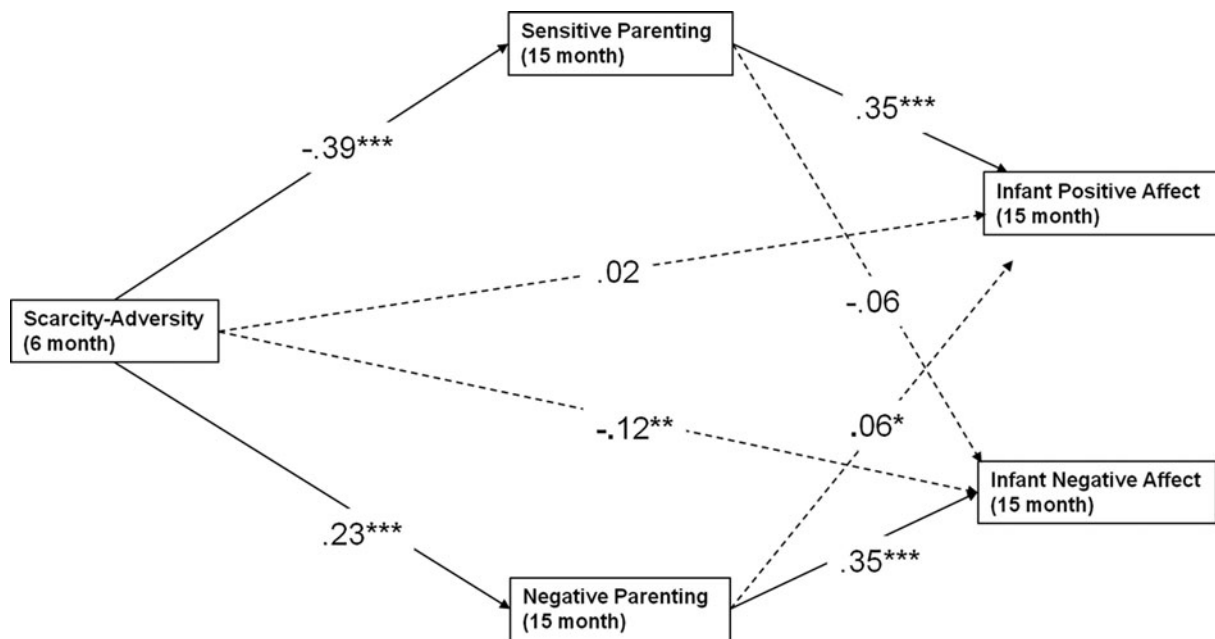 Sensitive Parenting
(15 month)
.35***
-.39***
Infant Positive Affect
(15 month)
.02
-.06
Scarcity-Adversity
(6 month)
-.12**
.06*
Infant Negative Affect
(15 month)
.23***
.35***
Negative Parenting
(15 month)